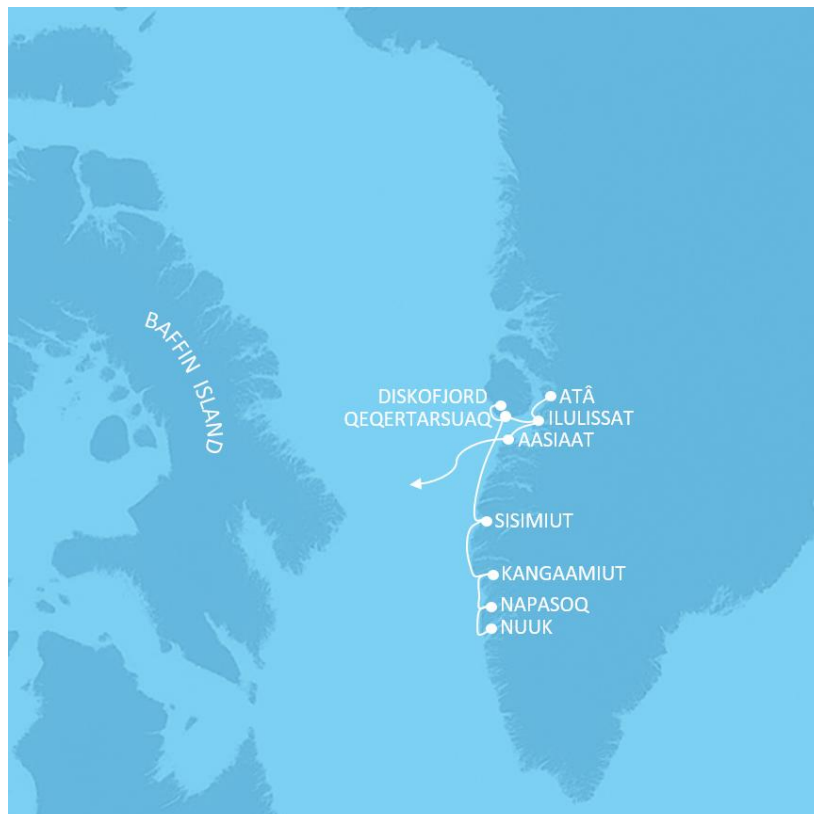 BAFFIN ISLAND
DISKOFJORD
ATÂ
QEQERTARSUAQ
ILULISSAT
AASIAAT
SISIMIUT
KANGAAMIUT
NAPASOQ
NUUK